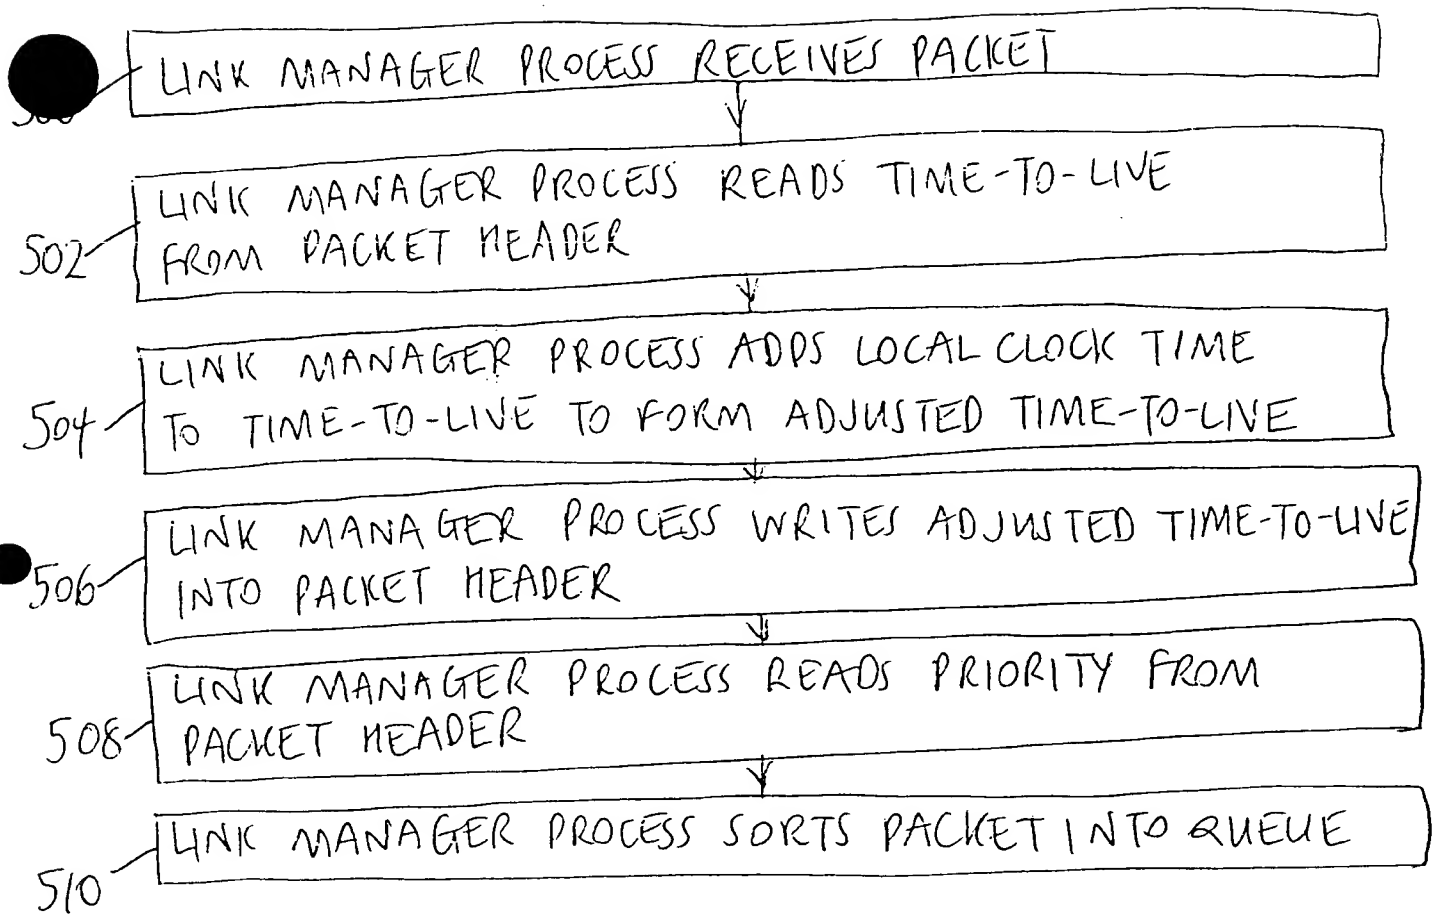 LINK MANAGER PROCESS RECEIVES PACKET
LINK MANAGER PROCESS READS TIME-TO-LIVE
FROM PACKET HEADER
502
LINK MANAGER PROCESS ADDS LOCAL CLOCK TIME
TO TIME-TO-LIVE TO FORM ADJUSTED TIME-TO-LIVE
504
LINK MANAGER PROCESS WRITES ADJUSTED TIME-TO-LIVE
INTO PACKET HEADER
506
LINK MANAGER PROCESS READS PRIORITY FROM
PACKET HEADER
508
LINK MANAGER PROCESS SORTS PACKET INTO QUEUE
510